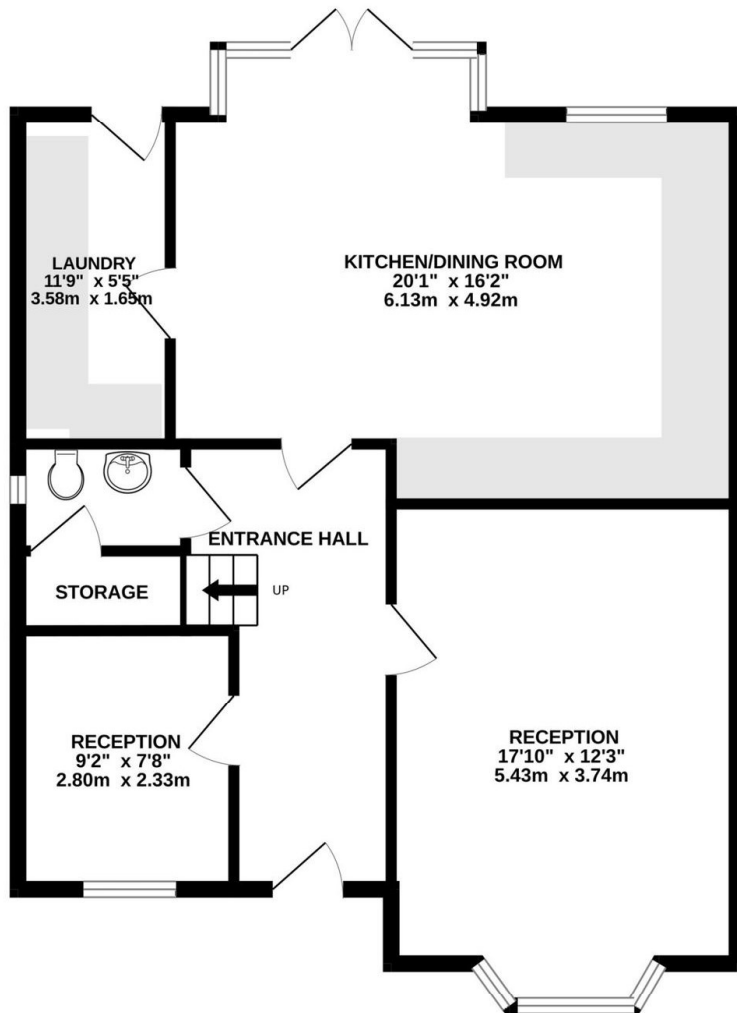 LAUNDRY
11'9" x 5'5"
3.58m x 1.65m
KITCHEN/DINING ROOM
20'1" x 16'2"
6.13m x 4.92m
ENTRANCE HALL
STORAGE
UP
RECEPTION
9'2" x 7'8"
2.80m x 2.33m
RECEPTION
17'10" x 12'3"
5.43m x 3.74m